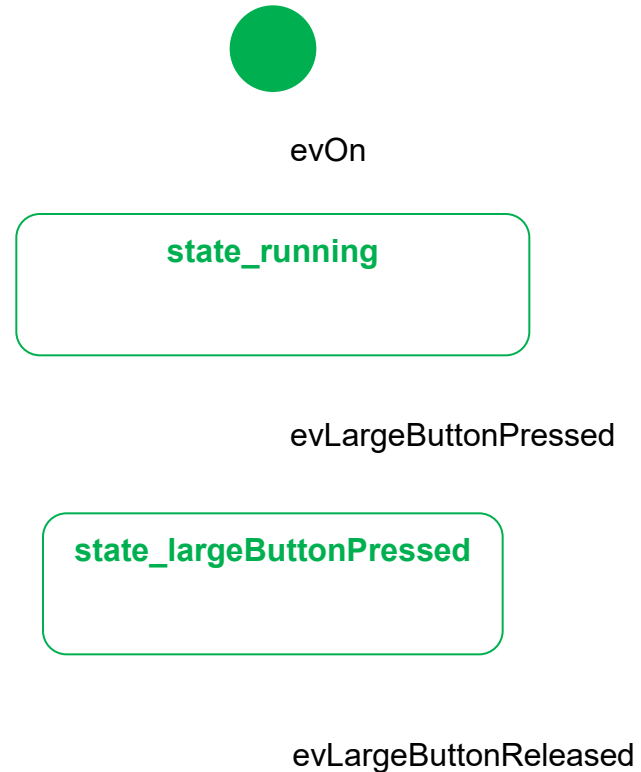 evOn
state_running
evLargeButtonPressed
state_largeButtonPressed
evLargeButtonReleased